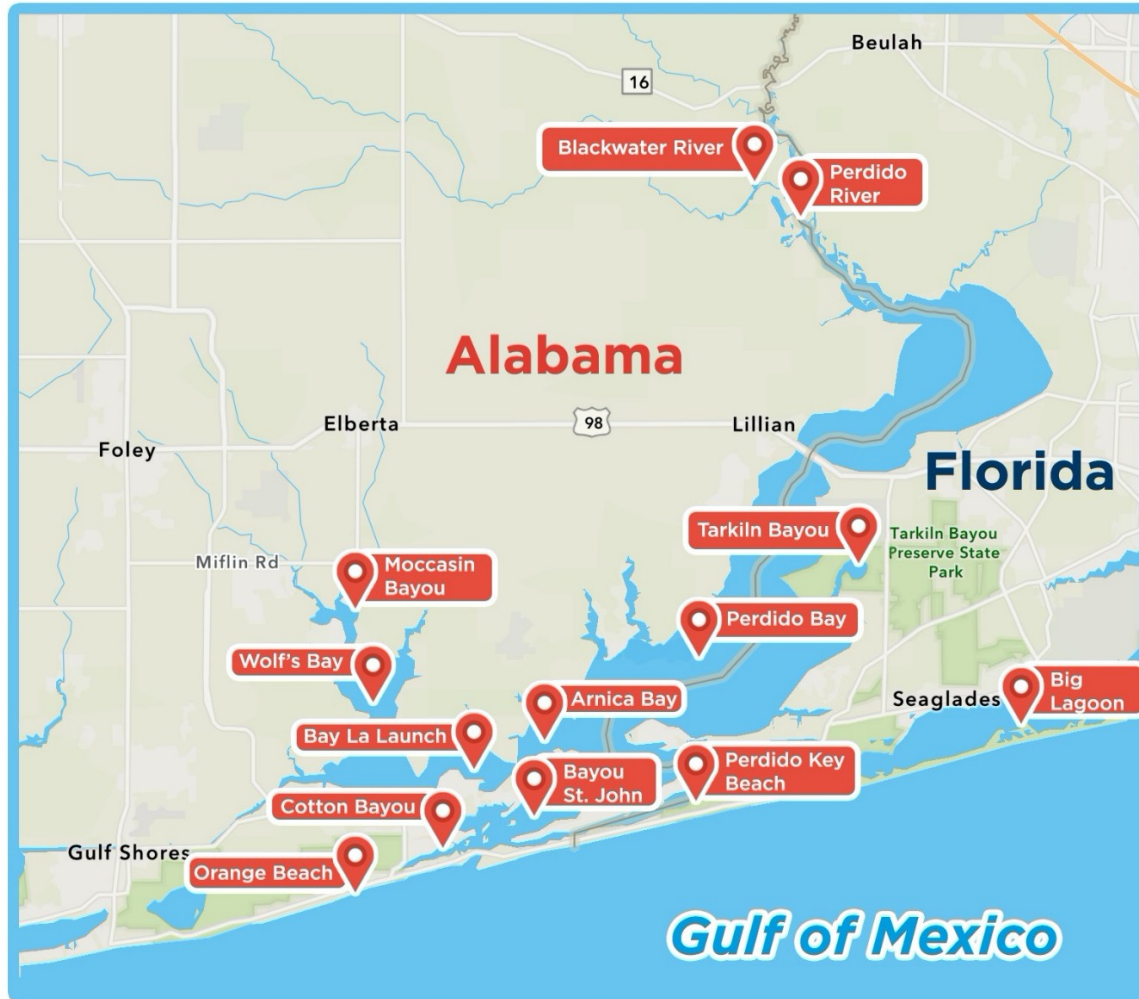 Beulah
16
Blackwater River
Perdido
River
Alabama
Elberta
98
Lillian
Foley
Florida
Tarkiln Bayou
Tarkiln Bayou
Preserve State
Park
Miflin Rd
Moccasin
Bayou
Perdido Bay
Wolf's Bay
Big
Lagoon
Seaglades
Arnica Bay
Bay La Launch
Perdido Key
Beach
Bayou
St. John
Cotton Bayou
Gulf Shores
Orange Beach
Gulf of Mexico